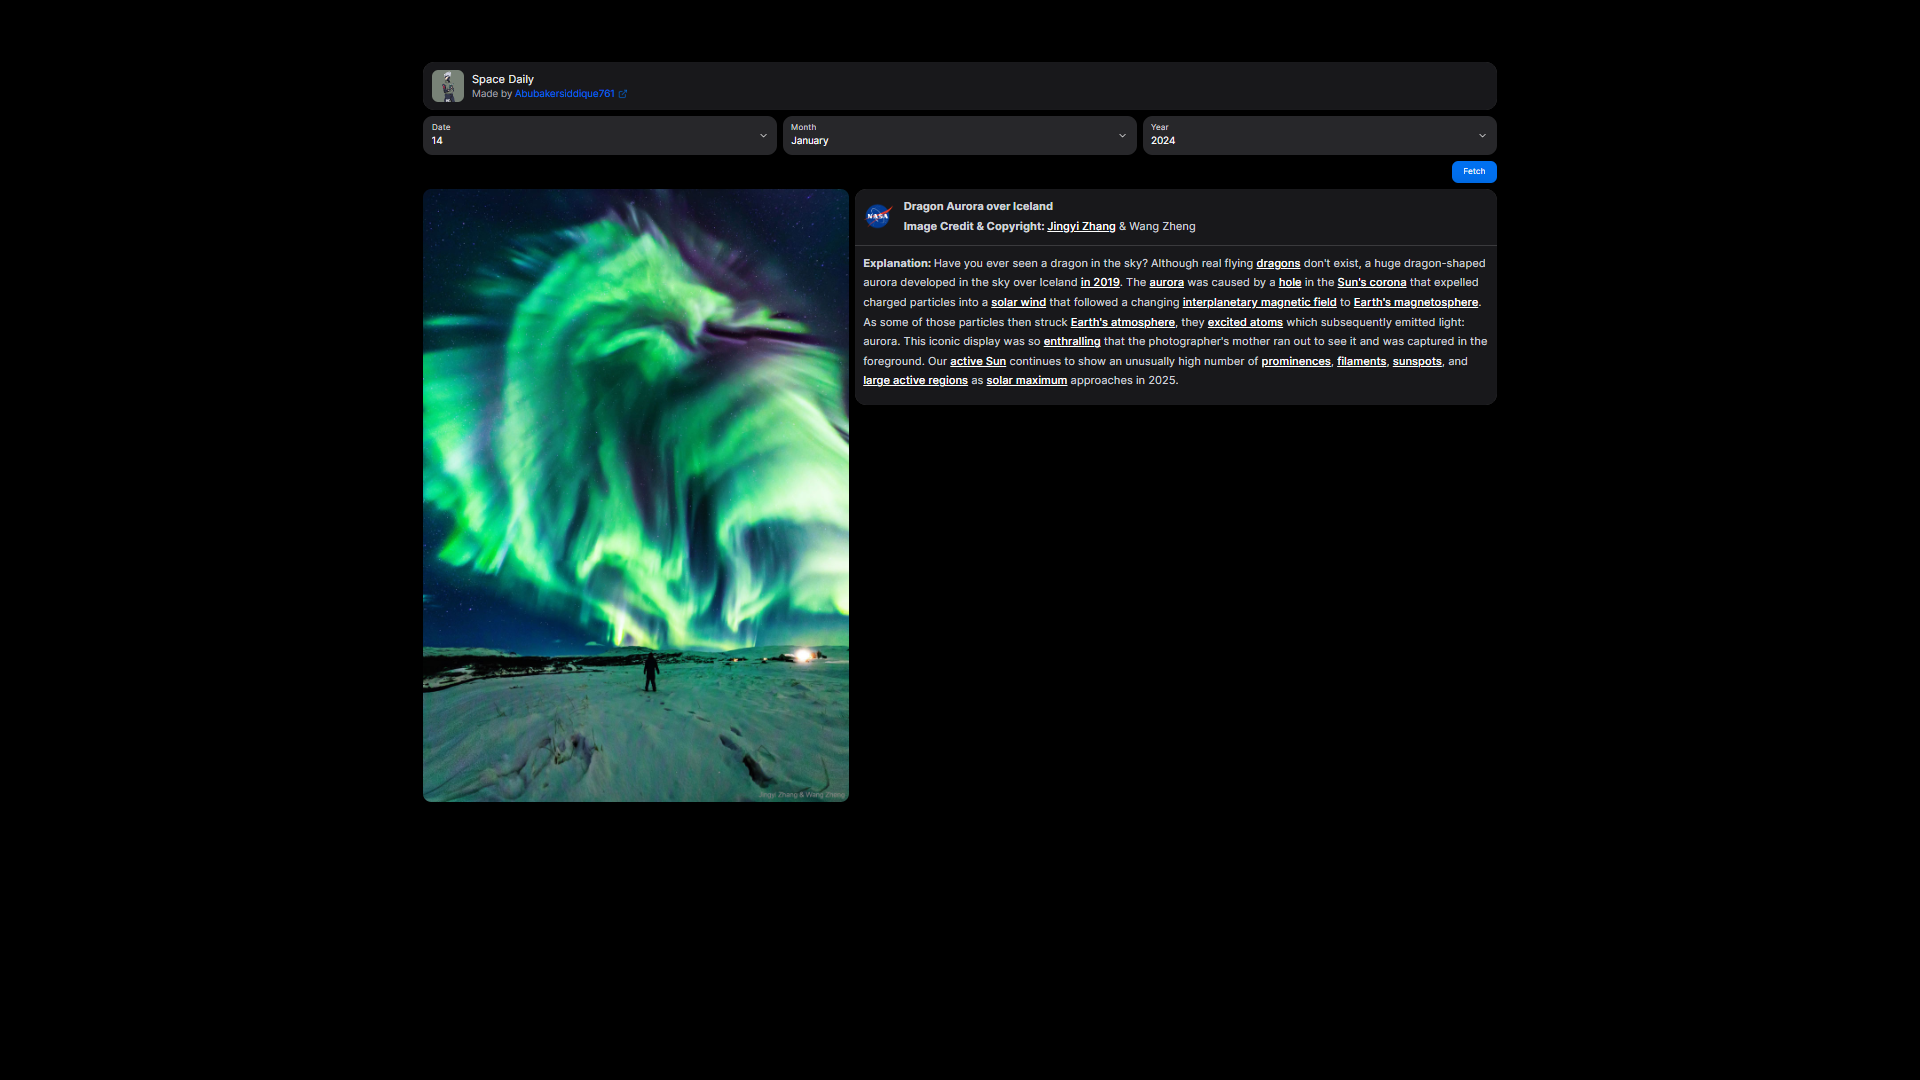 Space Daily
Made by Abubakersiddique761
Date
14
Month
January
Year
2024
Fetch
NASA
Dragon Aurora over Iceland
Image Credit & Copyright: Jingyi Zhang & Wang Zheng
Explanation: Have you ever seen a dragon in the sky? Although real flying dragons don't exist, a huge dragon-shaped
aurora developed in the sky over Iceland in 2019. The aurora was caused by a hole in the Sun's corona that expelled
charged particles into a solar wind that followed a changing interplanetary magnetic field to Earth's magnetosphere.
As some of those particles then struck Earth's atmosphere, they excited atoms which subsequently emitted light:
aurora. This iconic display was so enthralling that the photographer's mother ran out to see it and was captured in the
foreground. Our active Sun continues to show an unusually high number of prominences, filaments, sunspots, and
large active regions as solar maximum approaches in 2025.
Jingyi Zhang & Wang Zheng